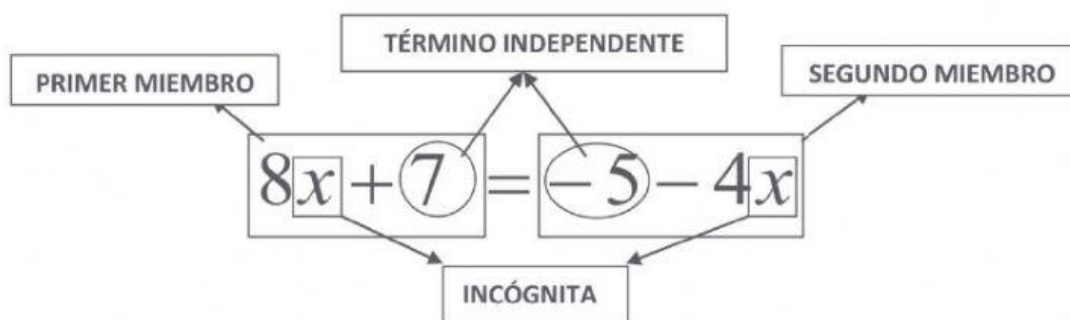 TÉRMINO INDEPENDENTE
PRIMER MIEMBRO
SEGUNDO MIEMBRO
8x + 7 = - 5 - 4x
INCÓGNITA